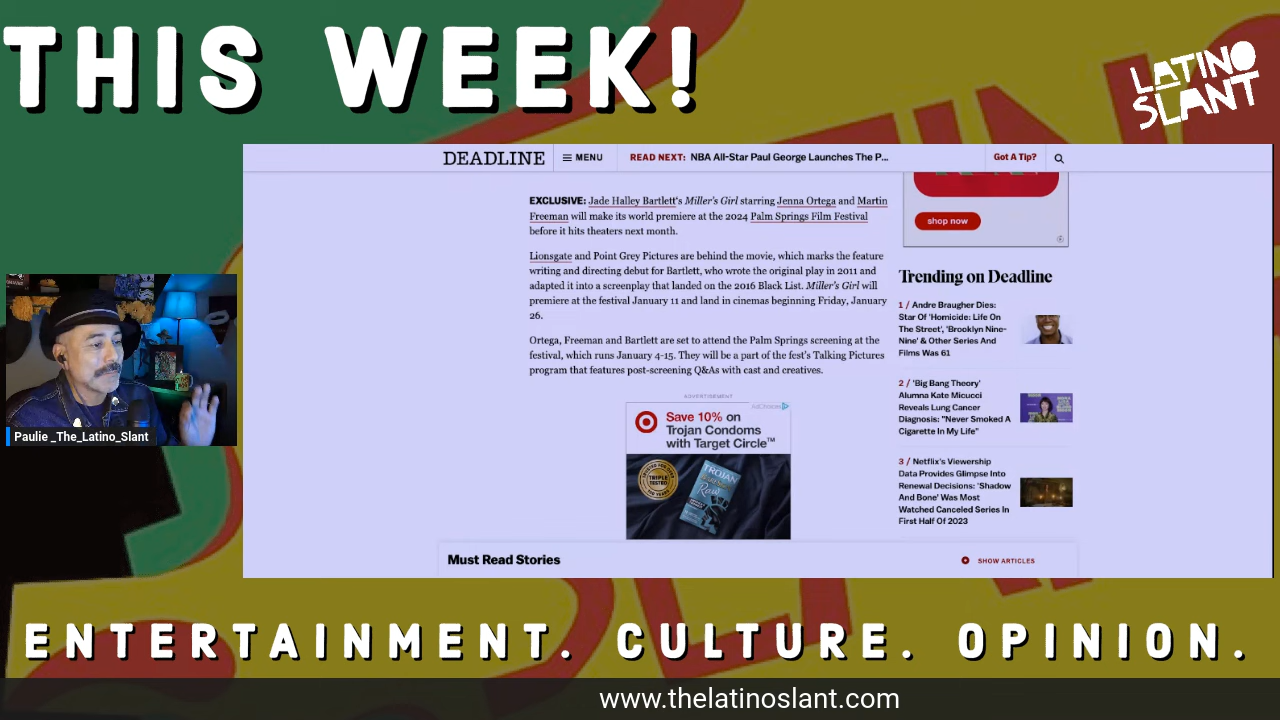 THIS WEEK!
LATINO
SLANT
DEADLINE
MENU
READ NEXT: NBA All-Star Paul George Launches The P...
Got A Tip?
EXCLUSIVE: Jade Halley Bartlett's Miller's Girl starring Jenna Ortega and Martin
Freeman will make its world premiere at the 2024 Palm Springs Film Festival
before it hits theaters next month.
Lionsgate and Point Grey Pictures are behind the movie, which marks the feature
writing and directing debut for Bartlett, who wrote the original play in 2011 and
adapted it into a screenplay that landed on the 2016 Black List. Miller's Girl will
premiere at the festival January 11 and land in cinemas beginning Friday, January
26.
Ortega, Freeman and Bartlett are set to attend the Palm Springs screening at the
festival, which runs January 4-15. They will be a part of the fest's Talking Pictures
program that features post-screening Q&As with cast and creatives.
ADVERTISEMENT
AdChoices
Save 10% on
Trojan Condoms
with Target Circle™
TRIPLE
TESTED
TROJAN
Raw
shop now
Trending on Deadline
1 / Andre Braugher Dies:
Star Of 'Homicide: Life On
The Street', 'Brooklyn Nine-
Nine' & Other Series And
Films Was 61
2 / 'Big Bang Theory'
Alumna Kate Micucci
Reveals Lung Cancer
Diagnosis: "Never Smoked A
Cigarette In My Life"
3 / Netflix's Viewership
Data Provides Glimpse Into
Renewal Decisions: 'Shadow
And Bone' Was Most
Watched Canceled Series In
First Half Of 2023
Must Read Stories
SHOW ARTICLES
Paulie _The_Latino_Slant
ENTERTAINMENT. CULTURE. OPINION.
www.thelatinoslant.com